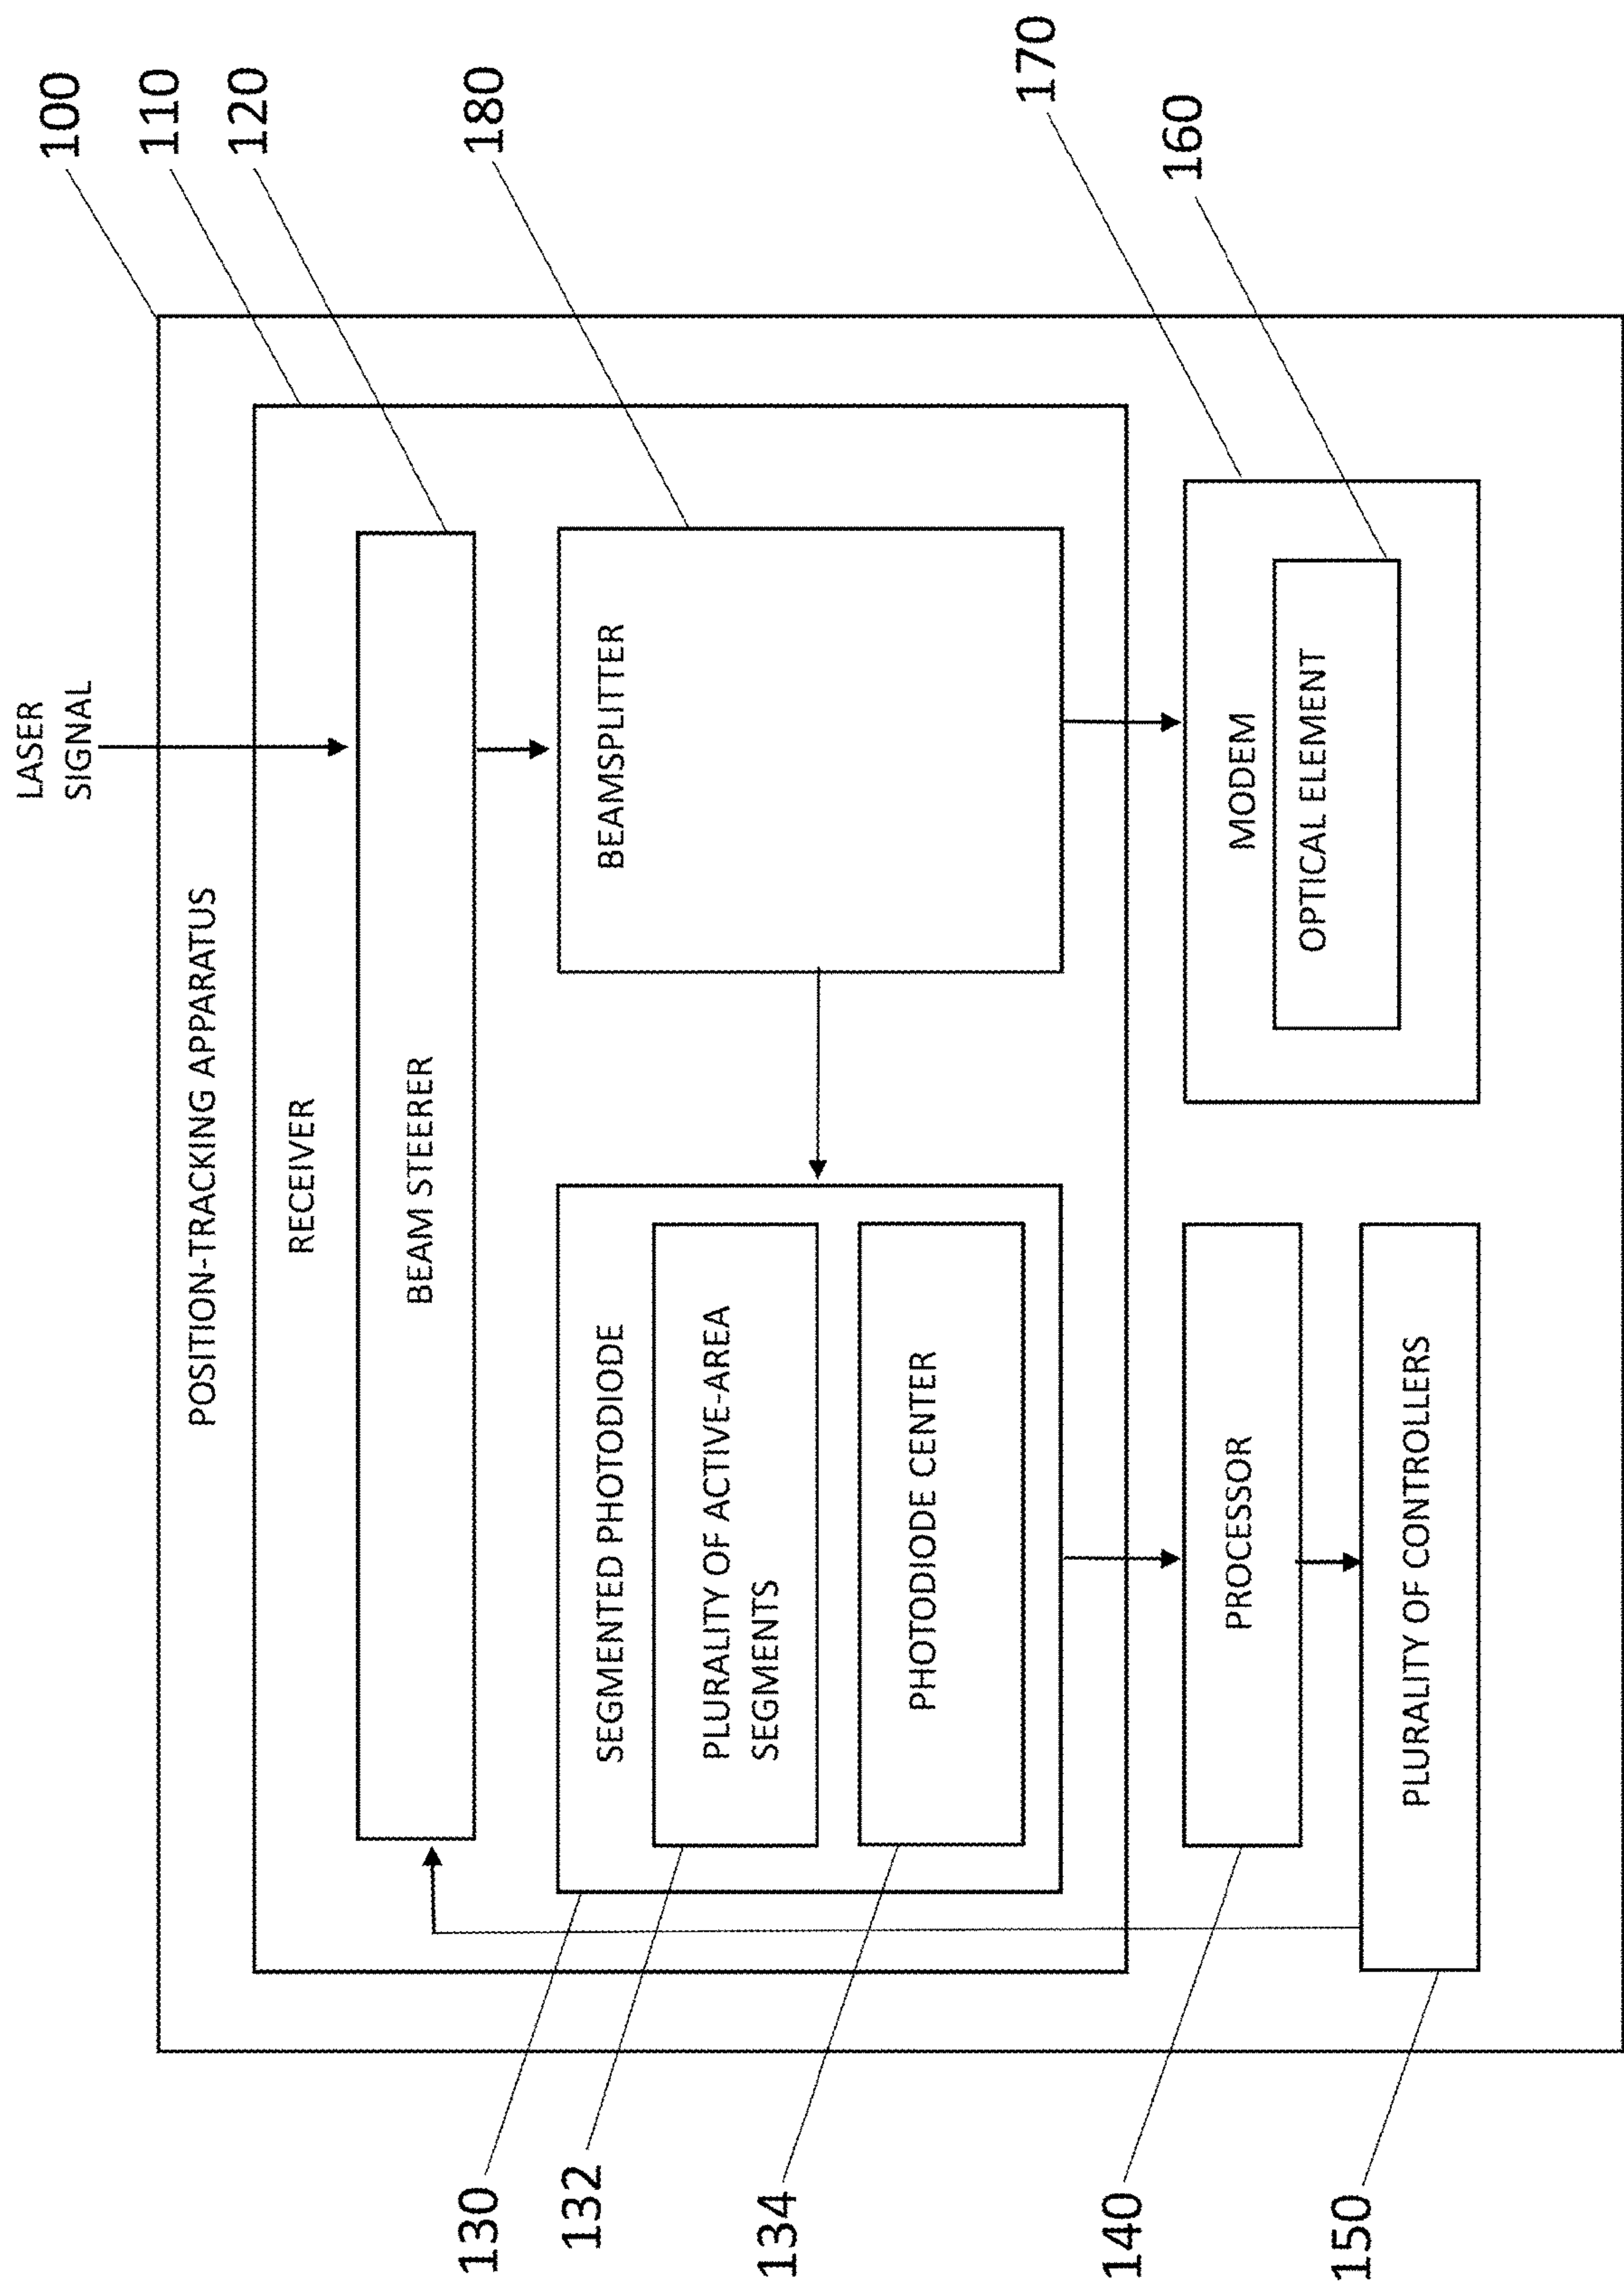 LASER
SIGNAL
100
110
120
180
170
160
POSITION-TRACKING APPARATUS
RECEIVER
BEAM STEERER
BEAMSPLITTER
SEGMENTED PHOTODIODE
PLURALITY OF ACTIVE-AREA
SEGMENTS
PHOTODIODE CENTER
PROCESSOR
PLURALITY OF CONTROLLERS
MODEM
OPTICAL ELEMENT
130
132
134
140
150